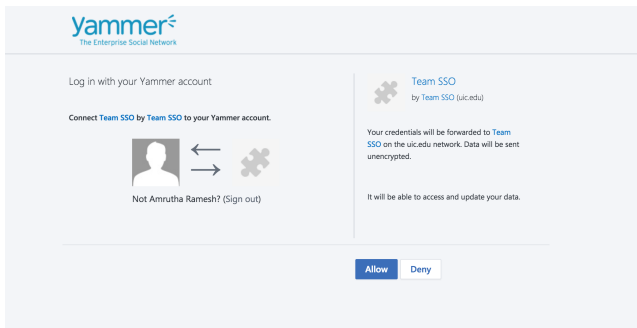 yammer
The Enterprise Social Network
Log in with your Yammer account
Connect Team SSO by Team SSO to your Yammer account.
Not Amrutha Ramesh? (Sign out)
Team SSO
by Team SSO (uic.edu)
Your credentials will be forwarded to Team
SSO on the uic.edu network. Data will be sent
unencrypted.
It will be able to access and update your data.
Allow Deny